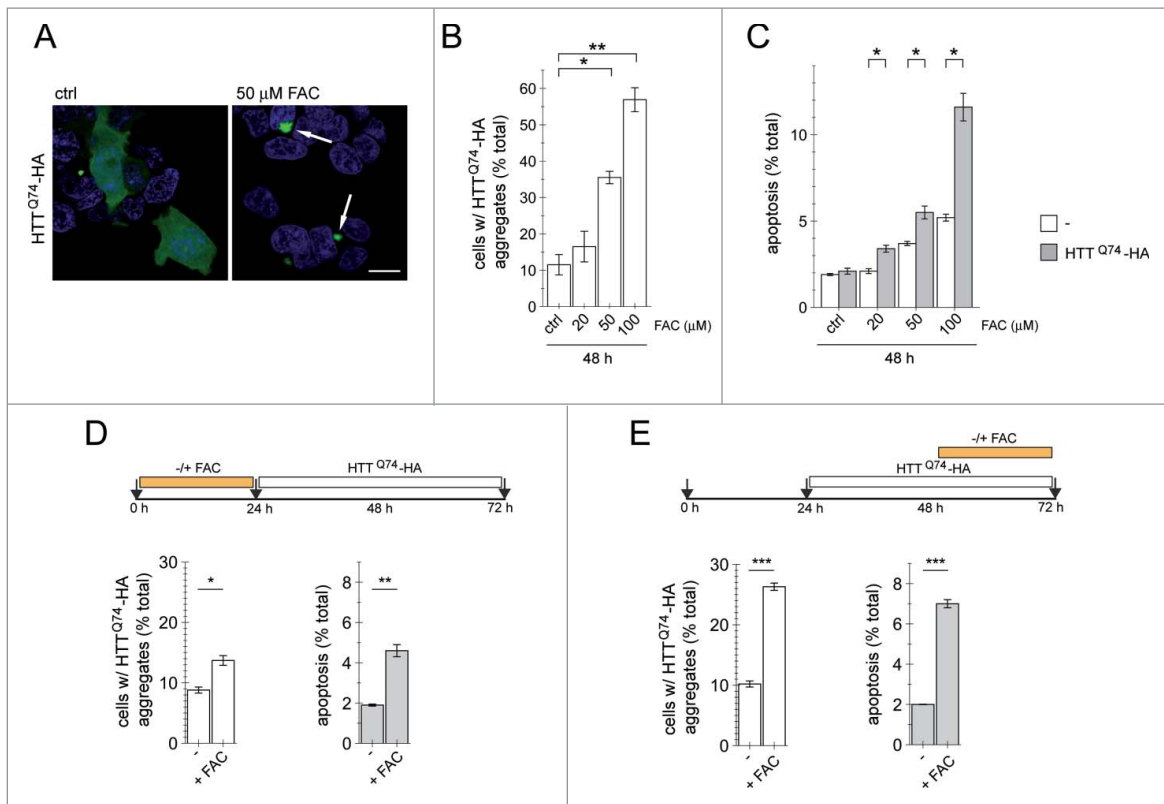 A
ctrl
50 µM FAC
HTT Q74-HA
B
** 
*
60
50
40
30
20
10
0
cells w/ HTT Q74-HA
aggregates (% total)
ctrl
20
50
100
FAC (µM)
48 h
C
* * *
10
5
0
apoptosis (% total)
ctrl
20
50
100
FAC (µM)
48 h
-
HTT Q74-HA
D
-/+ FAC
HTT Q74-HA
0 h
24 h
48 h
72 h
30
20
10
0
cells w/ HTT Q74-HA
aggregates (% total)
*
-
+ FAC
8
6
4
2
0
apoptosis (% total)
**
-
+ FAC
E
-/+ FAC
HTT Q74-HA
0 h
24 h
48 h
72 h
30
20
10
0
cells w/ HTT Q74-HA
aggregates (% total)
***
-
+ FAC
8
6
4
2
0
apoptosis (% total)
***
-
+ FAC